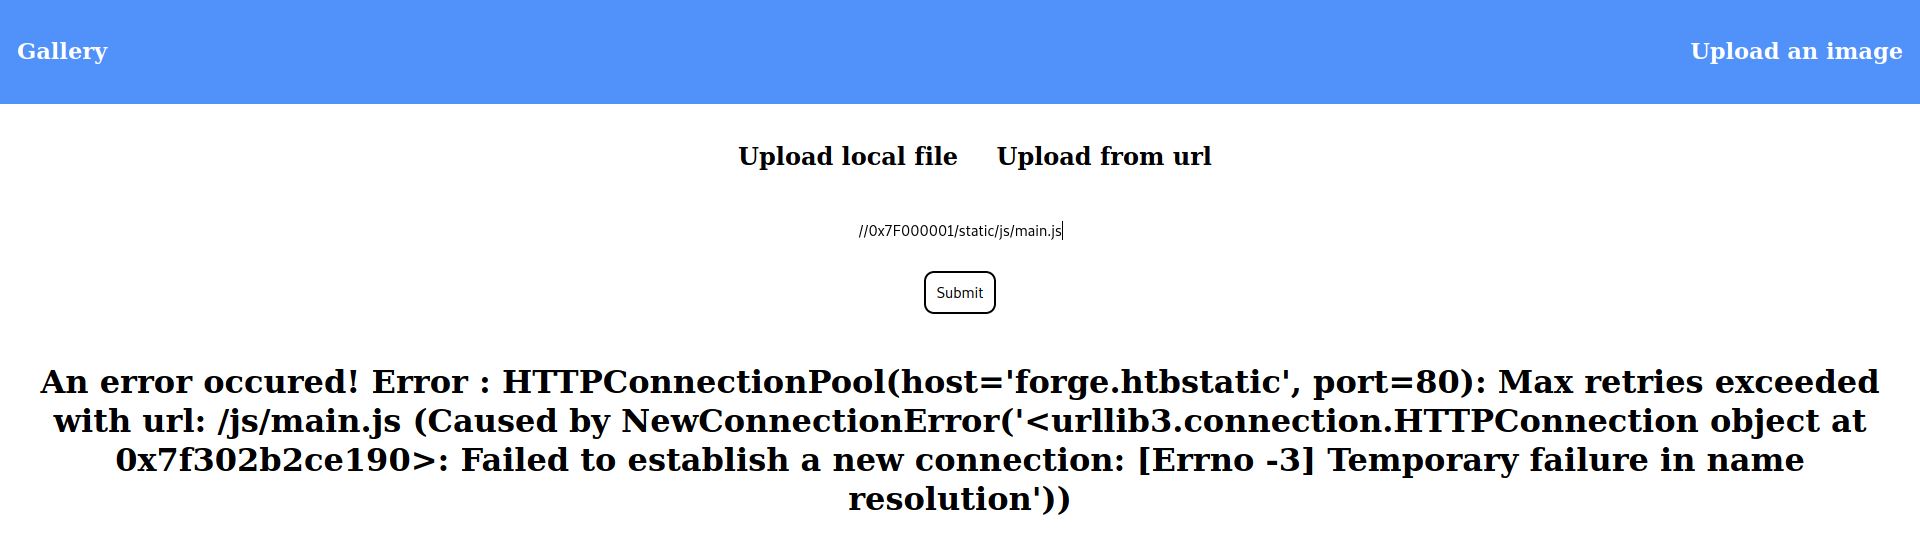 Gallery
Upload an image
Upload local file
Upload from url
//0x7F000001/static/js/main.js
Submit
An error occured! Error : HTTPConnectionPool(host='forge.htbstatic', port=80): Max retries exceeded
with url: /js/main.js (Caused by NewConnectionError('<urllib3.connection.HTTPConnection object at
0x7f302b2ce190>: Failed to establish a new connection: [Errno -3] Temporary failure in name
resolution'))